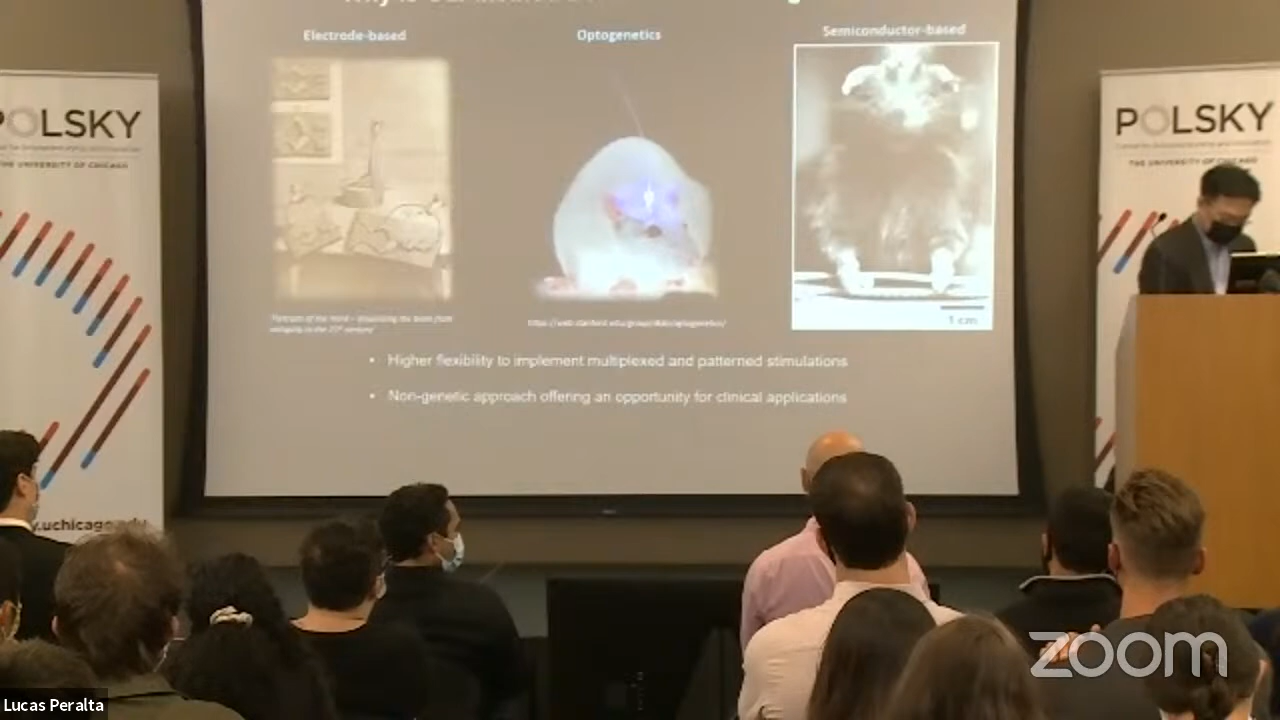 Electrode-based
Optogenetics
Semiconductor-based
1 cm
Higher flexibility to implement multiplexed and patterned stimulations
Non-genetic approach offering an opportunity for clinical applications
POLSKY
THE UNIVERSITY OF CHICAGO
POLSKY
THE UNIVERSITY OF CHICAGO
zoom
Lucas Peralta